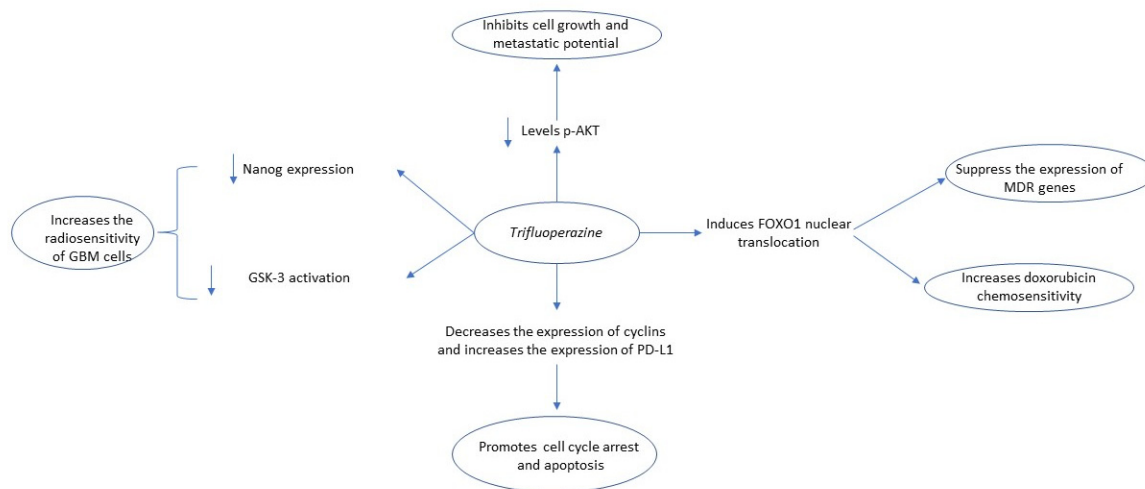 Inhibits cell growth and
metastatic potential
Levels p-AKT
Nanog expression
Increases the
radiosensitivity
of GBM cells
GSK-3 activation
Trifluoperazine
Induces FOXO1 nuclear
translocation
Suppress the expression of
MDR genes
Increases doxorubicin
chemosensitivity
Decreases the expression of cyclins
and increases the expression of PD-L1
Promotes cell cycle arrest
and apoptosis